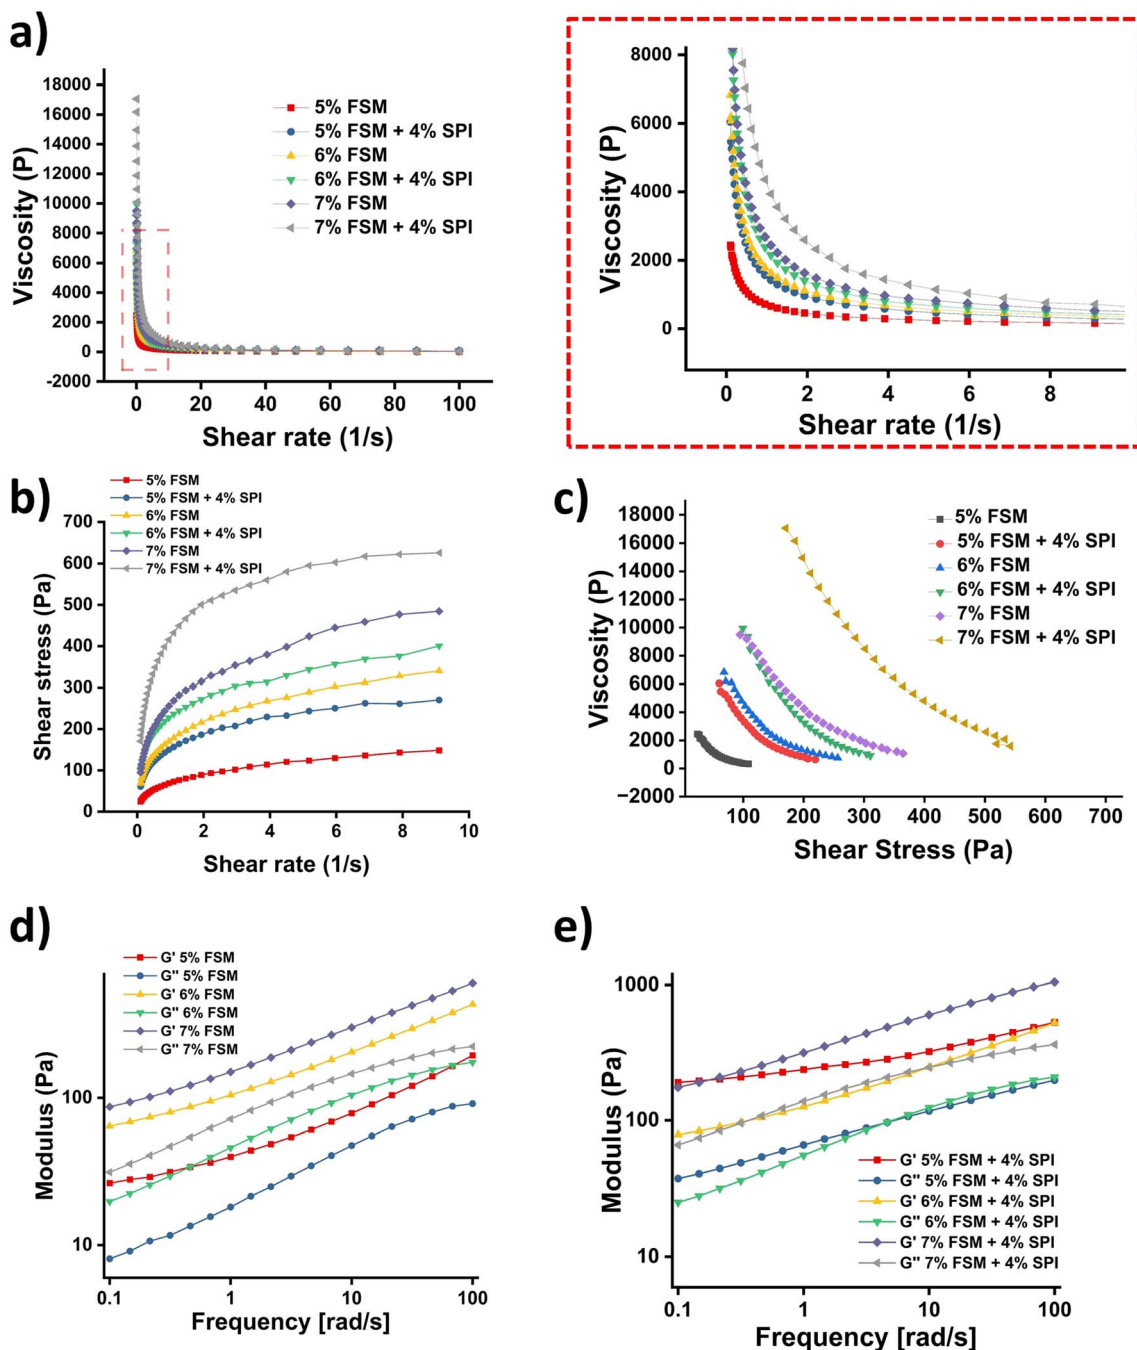 a)
18000
16000
14000
12000
10000
8000
6000
4000
2000
0
-2000
Viscosity (P)
0 20 40 60 80 100
Shear rate (1/s)
5% FSM
5% FSM + 4% SPI
6% FSM
6% FSM + 4% SPI
7% FSM
7% FSM + 4% SPI
8000
6000
4000
2000
0
Viscosity (P)
0 2 4 6 8
Shear rate (1/s)
b)
5% FSM
5% FSM + 4% SPI
6% FSM
6% FSM + 4% SPI
7% FSM
7% FSM + 4% SPI
700
600
500
400
300
200
100
0
Shear stress (Pa)
0 2 4 6 8 10
Shear rate (1/s)
c)
18000
16000
14000
12000
10000
8000
6000
4000
2000
0
−2000
Viscosity (P)
5% FSM
5% FSM + 4% SPI
6% FSM
6% FSM + 4% SPI
7% FSM
7% FSM + 4% SPI
100 200 300 400 500 600 700
Shear Stress (Pa)
d)
G' 5% FSM
G'' 5% FSM
G' 6% FSM
G'' 6% FSM
G' 7% FSM
G'' 7% FSM
100
10
Modulus (Pa)
0.1 1 10 100
Frequency [rad/s]
e)
1000
100
10
Modulus (Pa)
G' 5% FSM + 4% SPI
G'' 5% FSM + 4% SPI
G' 6% FSM + 4% SPI
G'' 6% FSM + 4% SPI
G' 7% FSM + 4% SPI
G'' 7% FSM + 4% SPI
0.1 1 10 100
Frequency [rad/s]